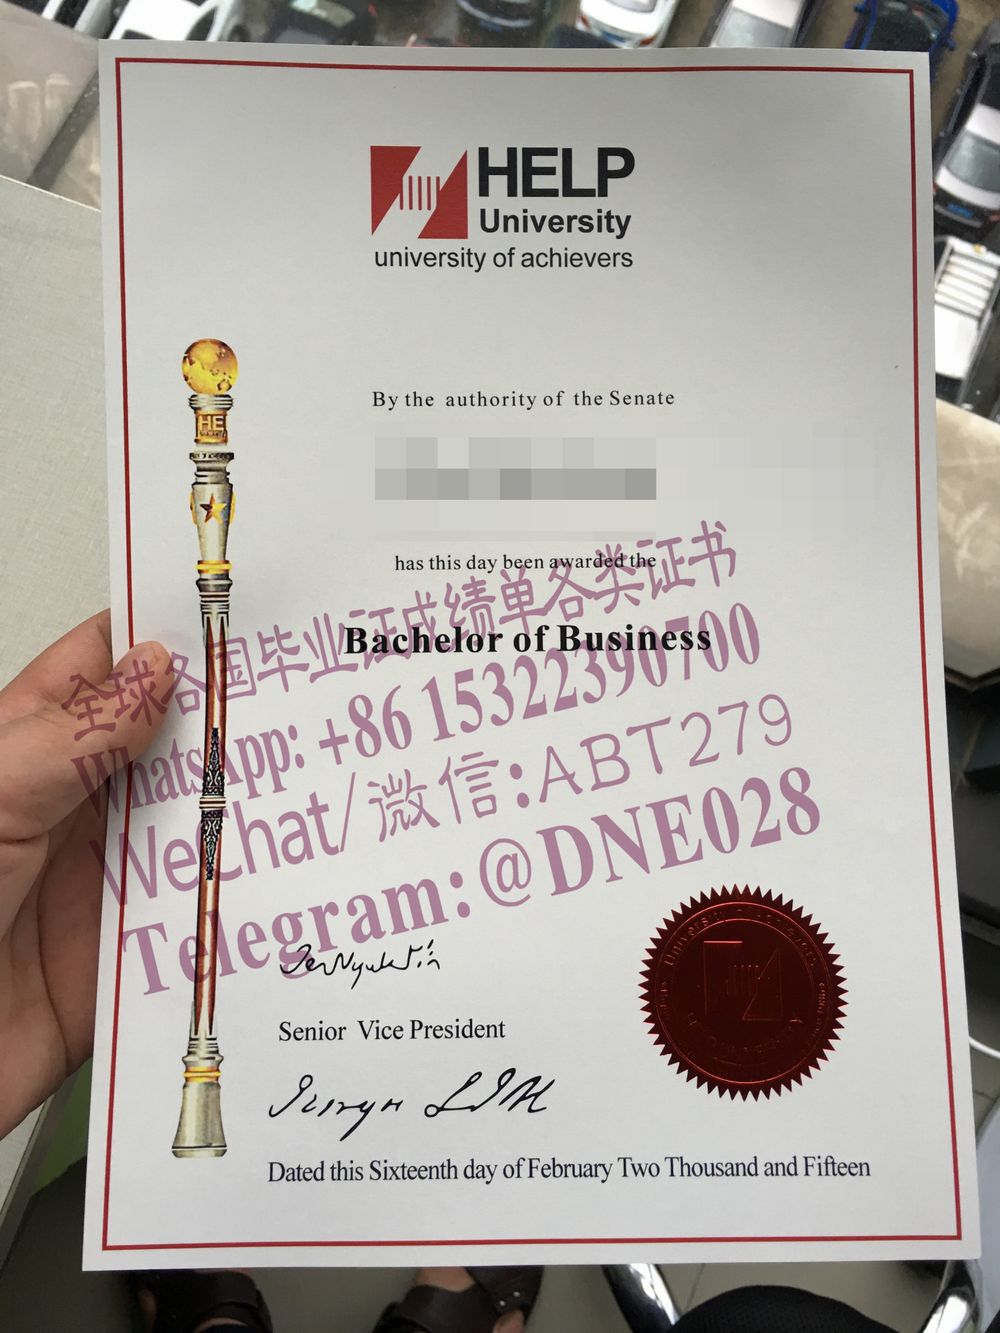 HELP
University
university of achievers
HE
By the authority of the Senate
has this day been awarded the
全球各国毕业证成绩单各类证书
Bachelor of Business
WhatsApp: +86 15322390700
WeChat/微信:ABT279
Telegram:@DNE028
Senior Vice President
Dated this Sixteenth day of February Two Thousand and Fifteen